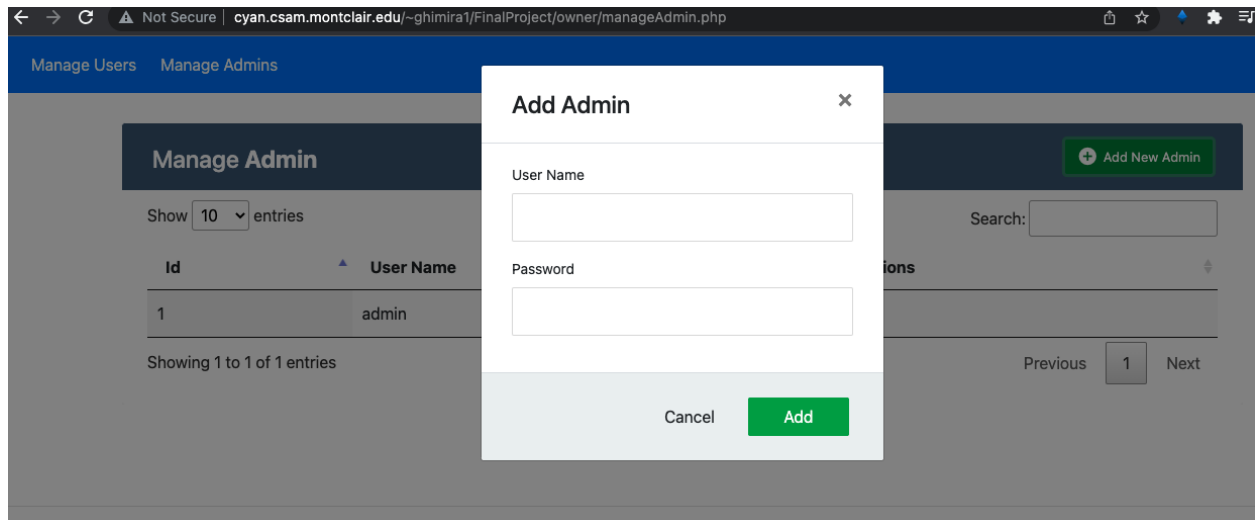 Not Secure | cyan.csam.montclair.edu/~ghimira1/FinalProject/owner/manageAdmin.php
Manage Users Manage Admins
Add Admin ×
Manage Admin
Add New Admin
User Name
Show 10 entries
Search:
Id User Name ions
Password
1 admin
Showing 1 to 1 of 1 entries
Previous 1 Next
Cancel Add